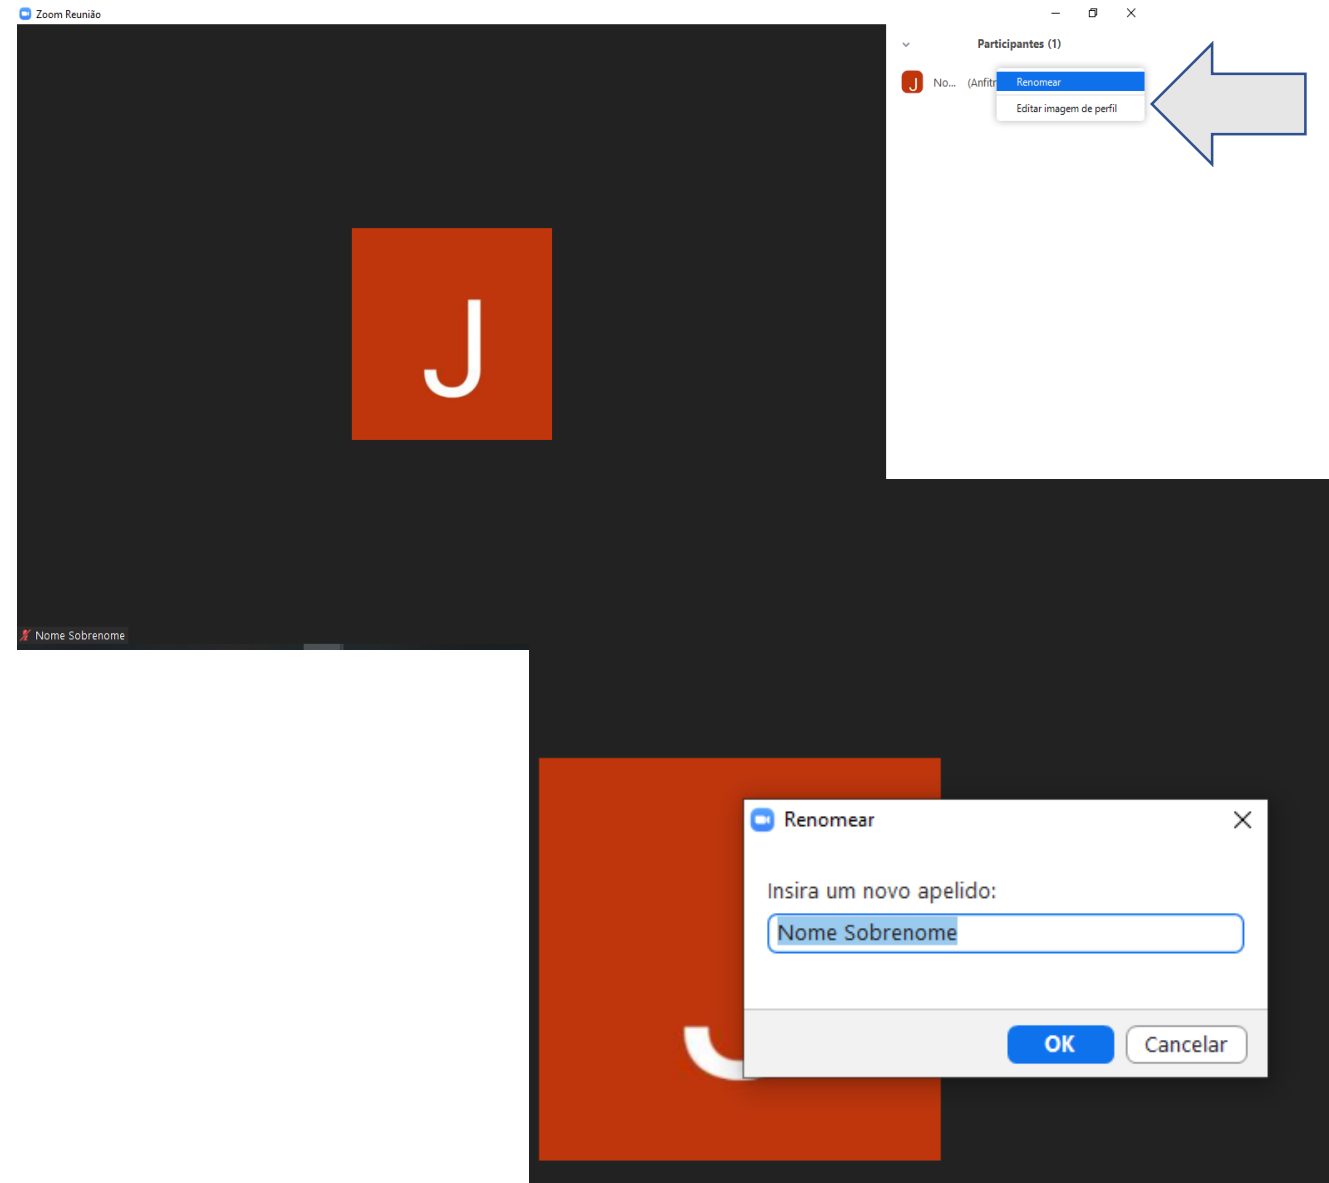 Zoom Reunião
Participantes (1)
J No... (Anfitr
Renomear
Editar imagem de perfil
J
Nome Sobrenome
Renomear
Insira um novo apelido:
Nome Sobrenome
OK Cancelar